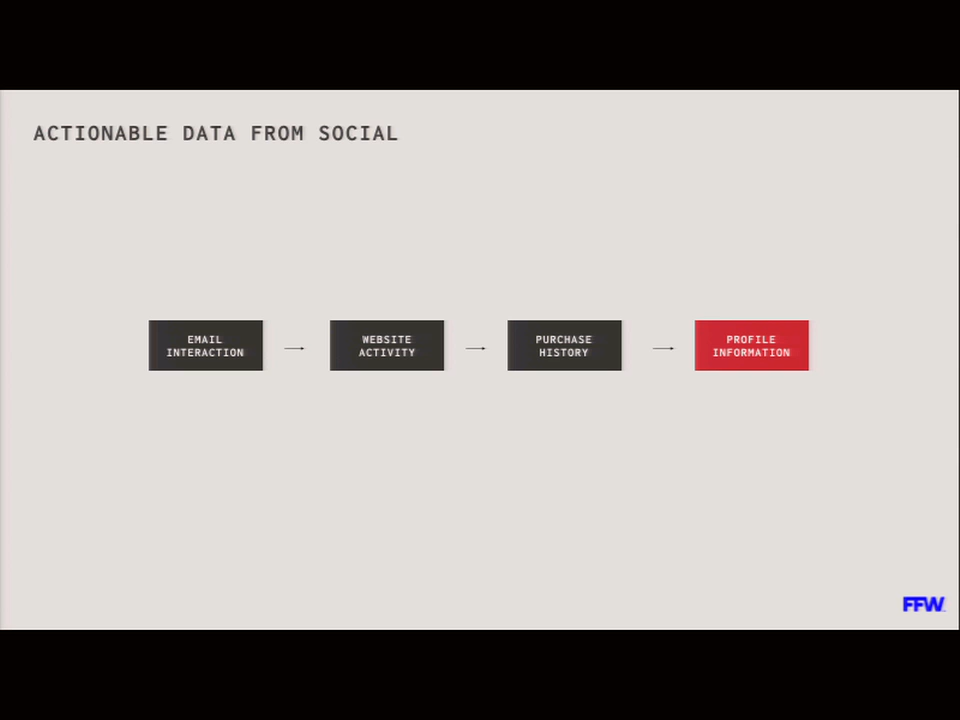 ACTIONABLE DATA FROM SOCIAL
EMAIL
INTERACTION
WEBSITE
ACTIVITY
PURCHASE
HISTORY
PROFILE
INFORMATION
FFW